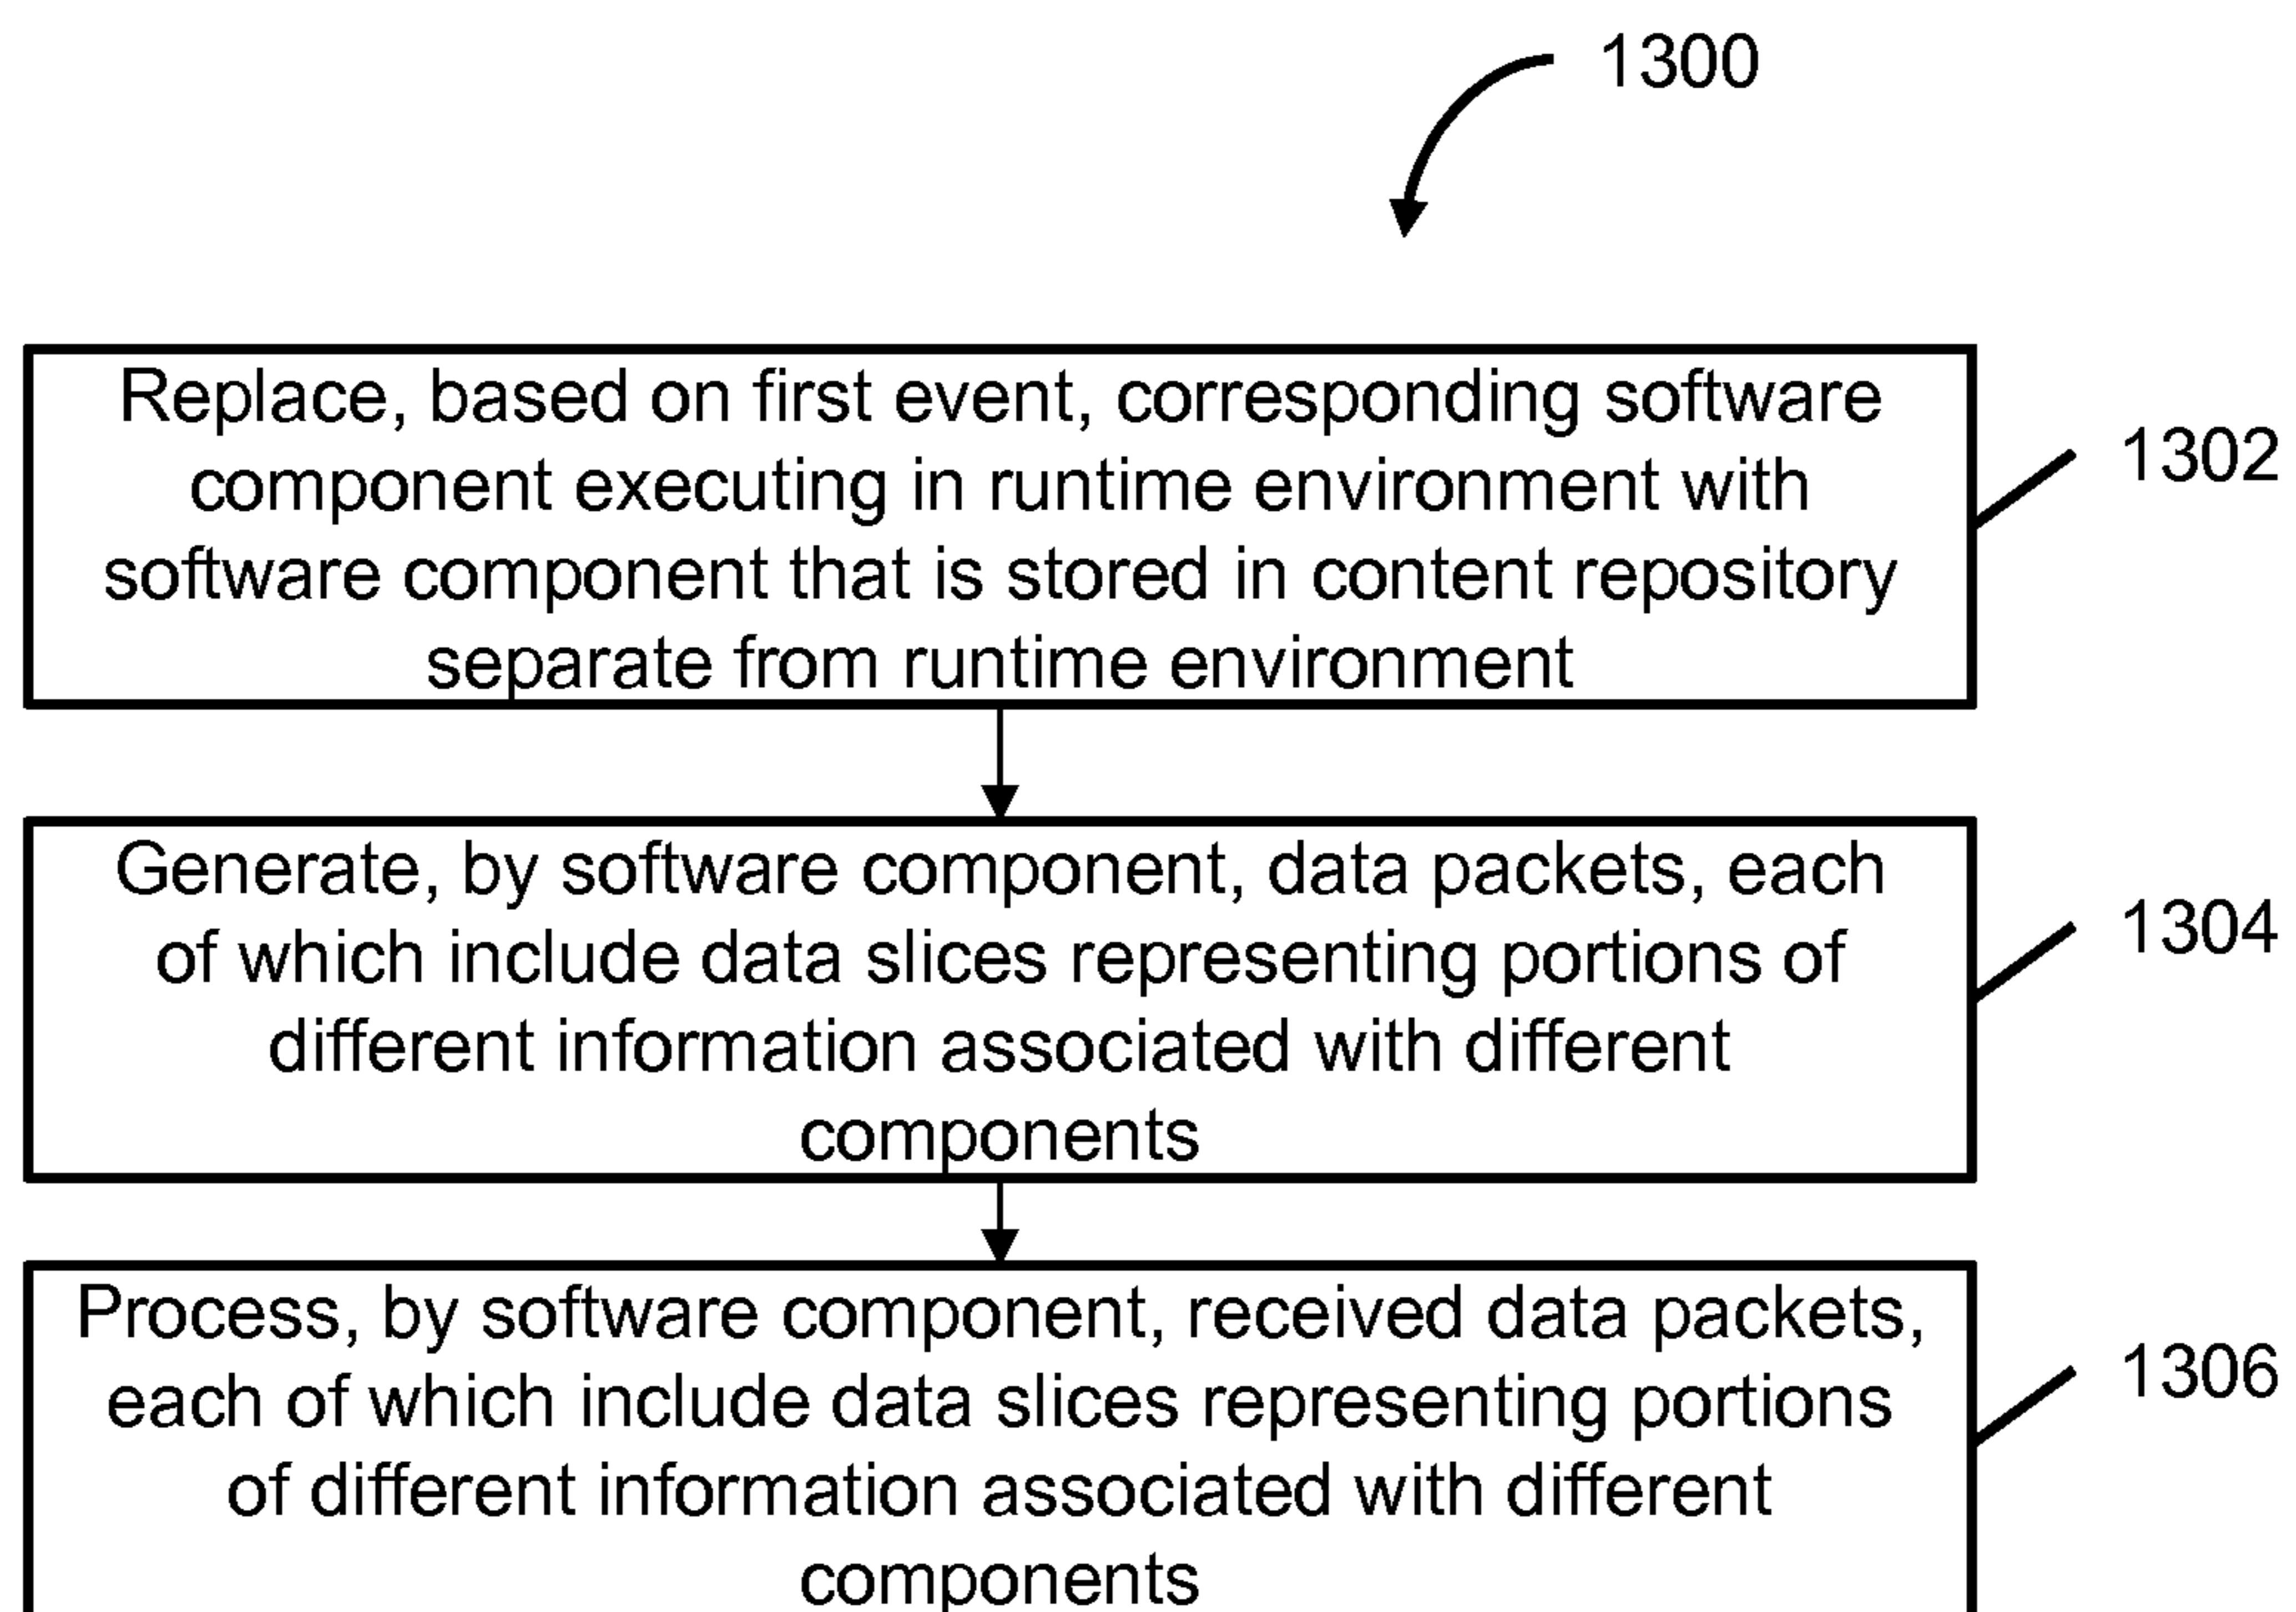 1300
Replace, based on first event, corresponding software
component executing in runtime environment with
software component that is stored in content repository
separate from runtime environment
1302
Generate, by software component, data packets, each
of which include data slices representing portions of
different information associated with different
components
1304
Process, by software component, received data packets,
each of which include data slices representing portions
of different information associated with different
components
1306